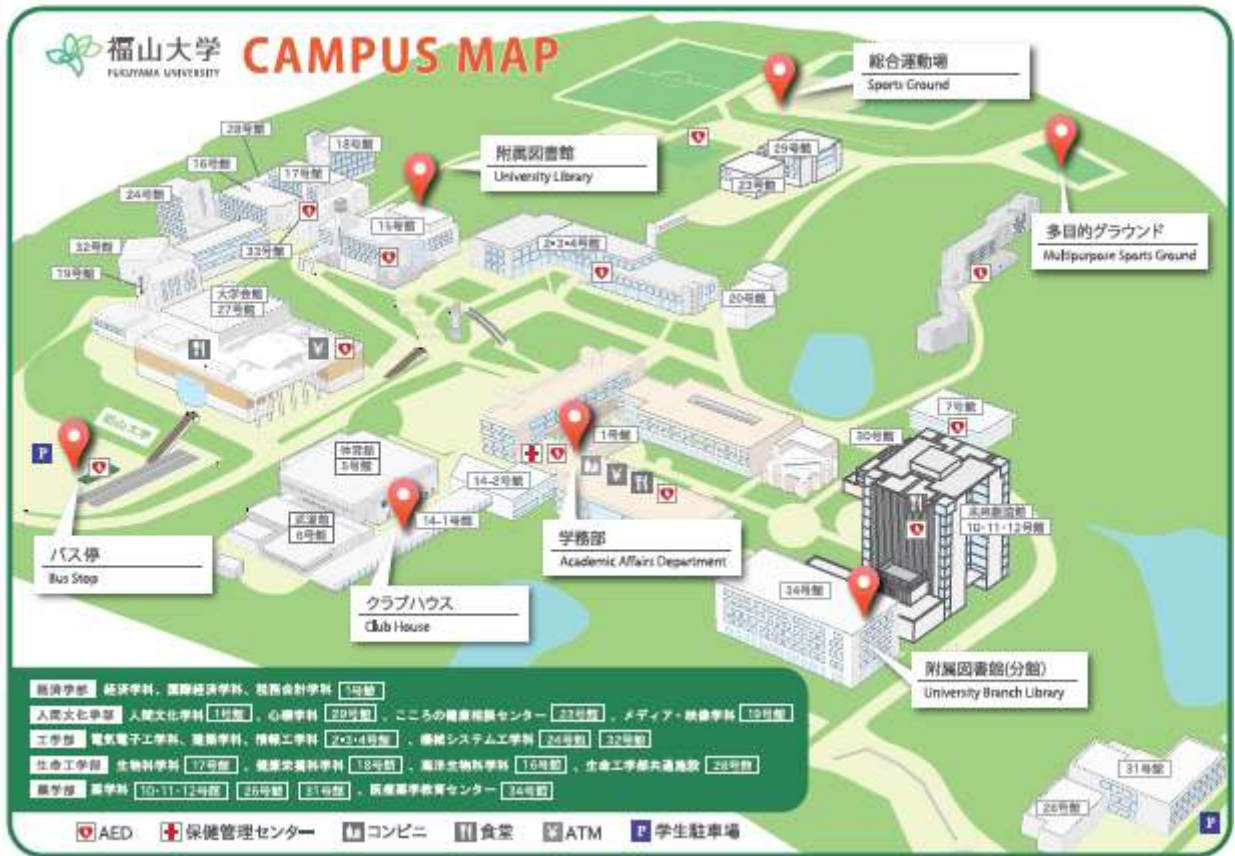 福山大学
FUKUYAMA UNIVERSITY
CAMPUS MAP
総合運動場
Sports Ground
附属図書館
University Library
多目的グラウンド
Multipurpose Sports Ground
28号館
18号館
16号館
17号館
24号館
29号館
23号館
15号館
2・3・4号館
32号館
33号館
19号館
大学会館
27号館
20号館
福山大学
7号館
1号館
30号館
体育館
5号館
14-2号館
未来創造館
10・11・12号館
武道館
6号館
14-1号館
バス停
Bus Stop
学務部
Academic Affairs Department
クラブハウス
Club House
34号館
附属図書館(分館)
University Branch Library
31号館
経済学部 経済学科、国際経済学科、税務会計学科 1号館
人間文化学部 人間文化学科 1号館 、心理学科 29号館 、こころの健康相談センター 23号館 、メディア・映像学科 19号館
工学部 電気電子工学科、建築学科、情報工学科 2・3・4号館 、機械システム工学科 24号館 32号館
生命工学部 生物科学科 17号館 、健康栄養科学科 18号館 、海洋生物科学科 16号館 、生命工学部共通施設 28号館
薬学部 薬学科 10・11・12号館 26号館 31号館 、医療薬学教育センター 34号館
AED 保健管理センター コンビニ 食堂 ATM P 学生駐車場